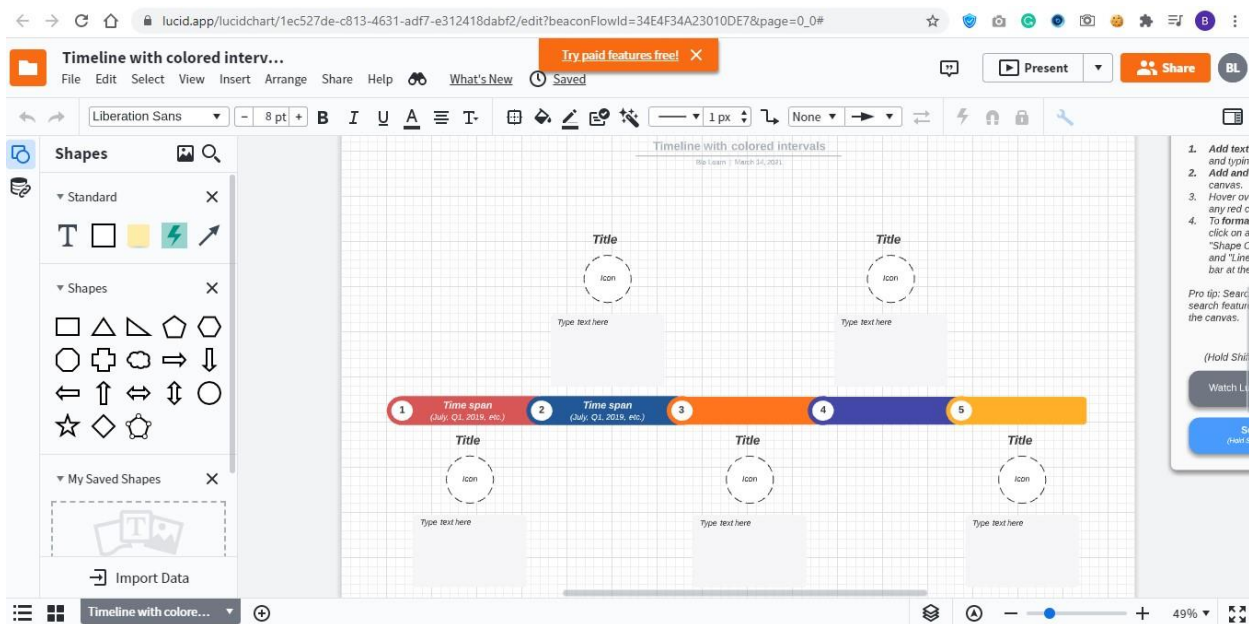 lucid.app/lucidchart/1ec527de-c813-4631-adf7-e312418dabf2/edit?beaconFlowId=34E4F34A23010DE7&page=0_0#
B
Timeline with colored interv...
Try paid features free!
File Edit Select View Insert Arrange Share Help What's New Saved
Present
Share
BL
Liberation Sans
- 8 pt +
B I U A T
1 px
None
Shapes
Standard
T
Shapes
My Saved Shapes
T
Import Data
Timeline with colored intervals
Bip Learn | March 14, 2021
Title
Icon
Type text here
Title
Icon
Type text here
1 Time span
(July, Q1, 2019, etc.)
2 Time span
(July, Q1, 2019, etc.)
3
4
5
Title
Icon
Type text here
Title
Icon
Type text here
Title
Icon
Type text here
1. Add text
and typin
2. Add and
canvas.
3. Hover ov
any red c
4. To forma
click on a
"Shape O
and "Line
bar at the
Pro tip: Searc
search featur
the canvas.
(Hold Shi
Watch Lu
(Hold S
Timeline with colore...
49%